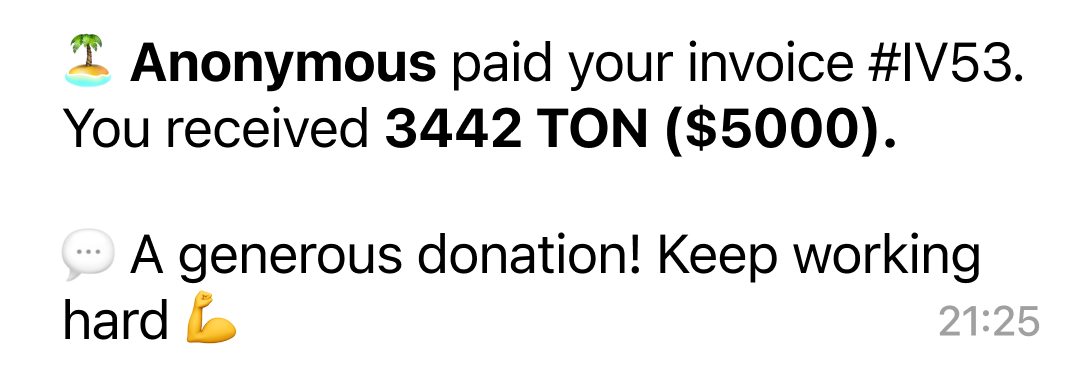 🏝 Anonymous paid your invoice #IV53.
You received 3442 TON ($5000).
💬 A generous donation! Keep working
hard 💪
21:25